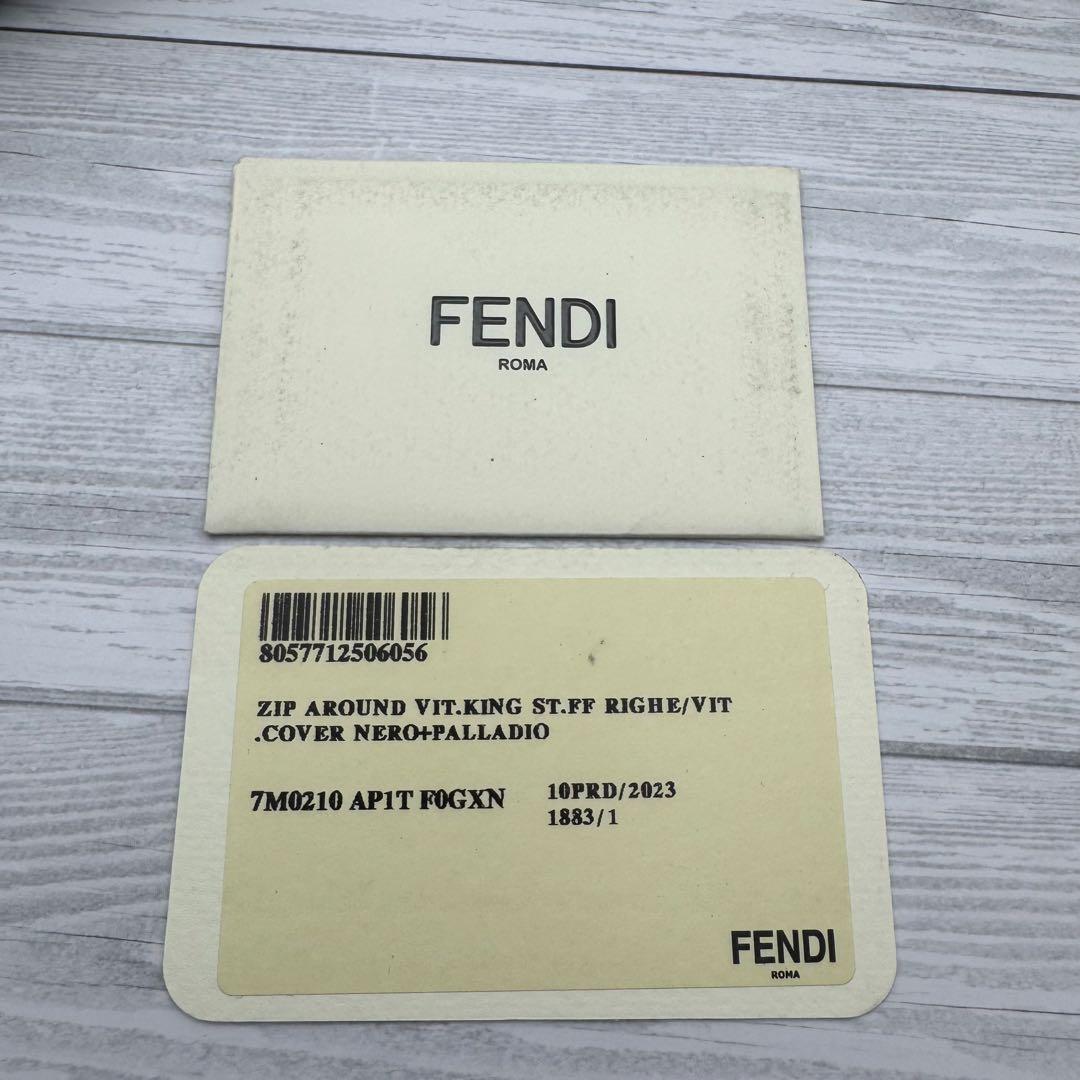 FENDI
ROMA
8057712506056
ZIP AROUND VIT.KING ST.FF RIGHE/VIT
.COVER NERO+PALLADIO
7M0210 AP1T F0GXN
10PRD/2023
1883/1
FENDI
ROMA